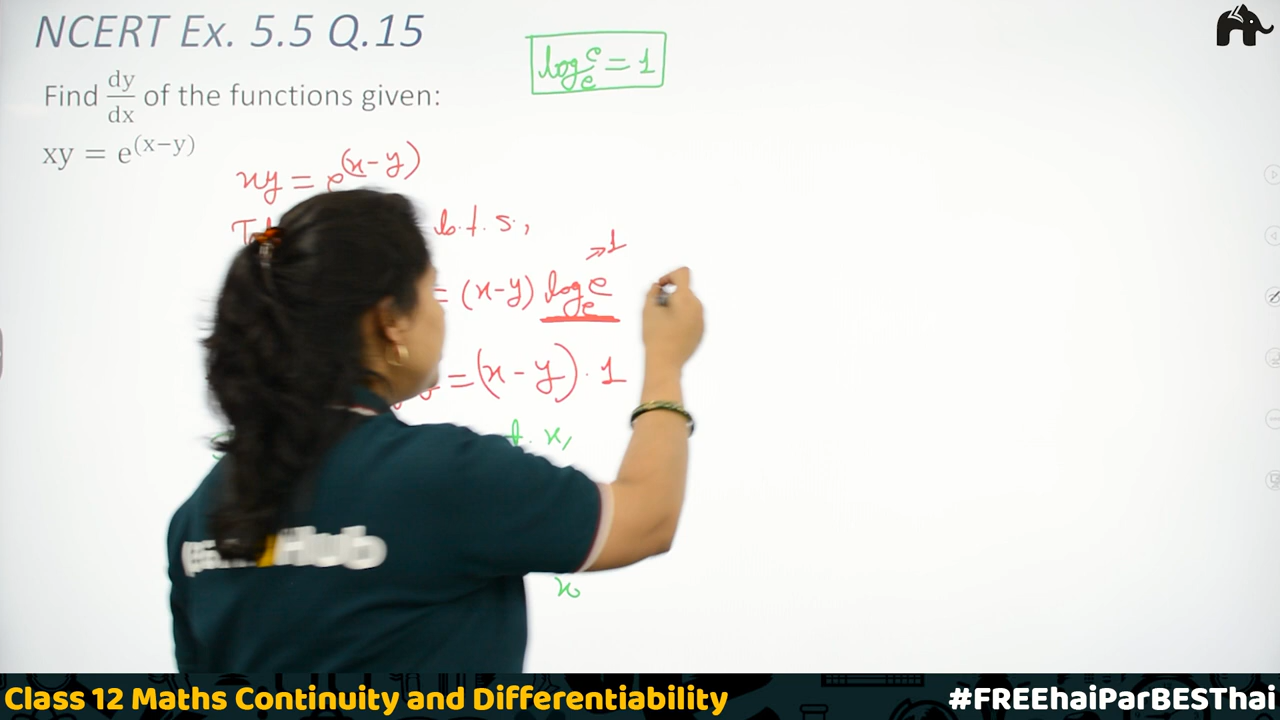 NCERT Ex. 5.5 Q.15
Find dy/dx of the functions given:
xy = e^(x−y)
log_e e = 1
xy = e^(x-y)
b.t.s.,
= (x-y) log_e e → 1
= (x-y) · 1
t. x,
x
Hub
Class 12 Maths Continuity and Differentiability
#FREEhaiParBESThai